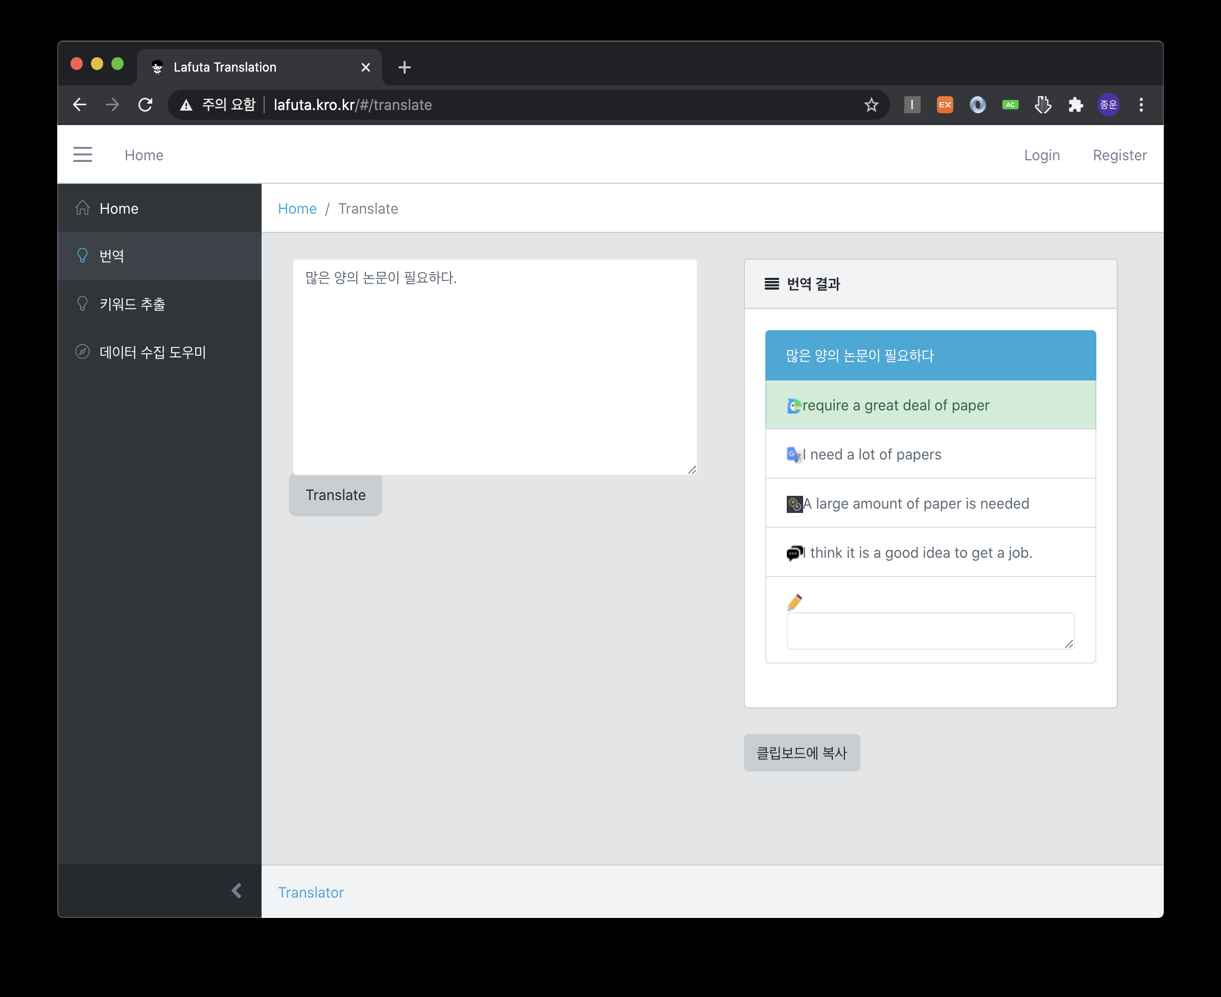 Lafuta Translation
주의 요함 lafuta.kro.kr/#/translate
EX AC 종운
Home Login Register
Home
번역
키워드 추출
데이터 수집 도우미
Home / Translate
많은 양의 논문이 필요하다.
Translate
번역 결과
많은 양의 논문이 필요하다
require a great deal of paper
I need a lot of papers
A large amount of paper is needed
I think it is a good idea to get a job.
클립보드에 복사
Translator